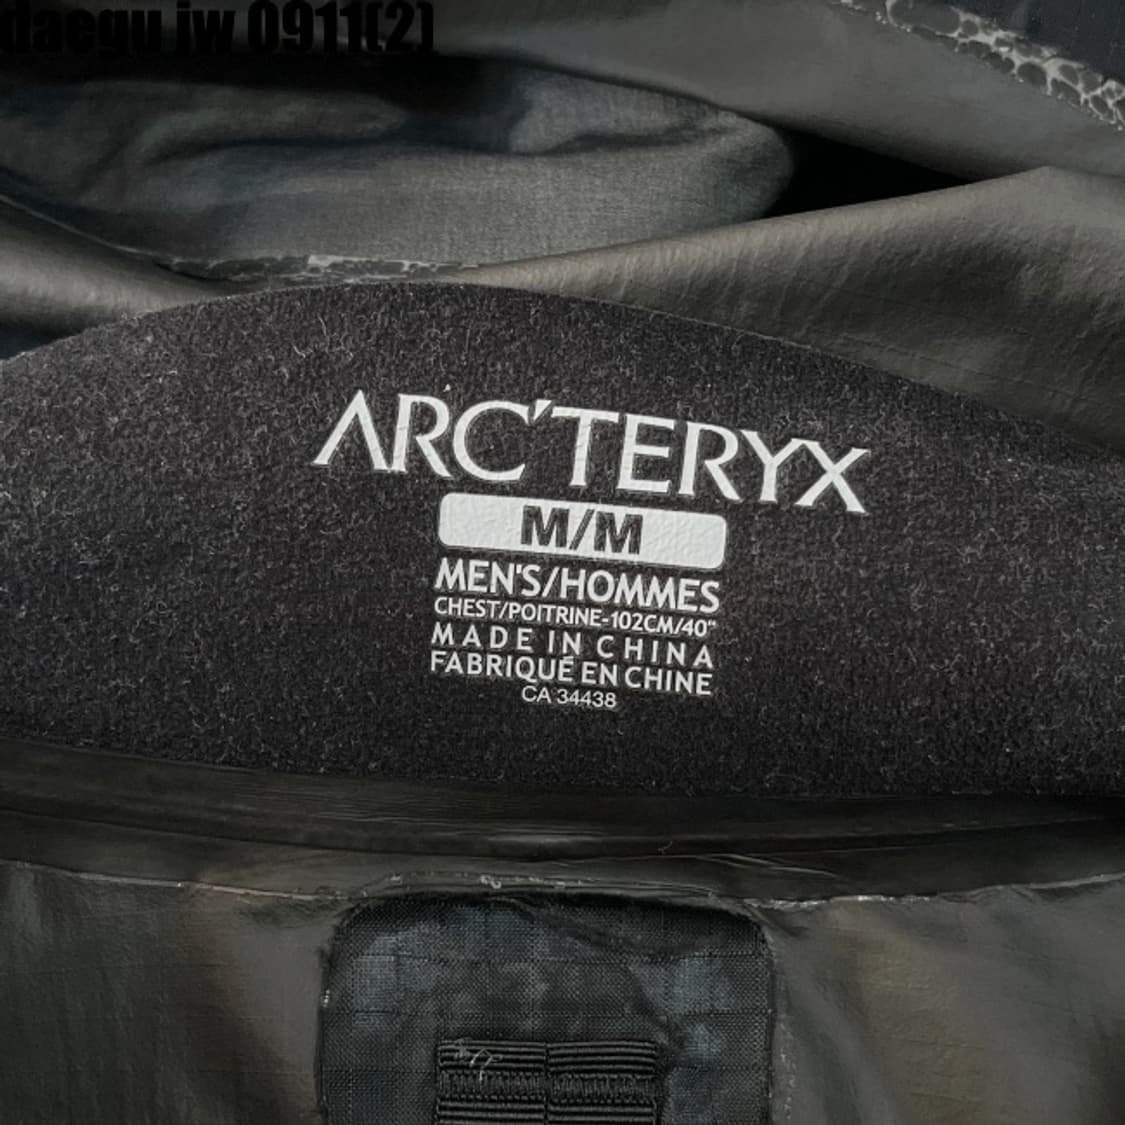 daegu jw 0911(2)
ARC'TERYX
M/M
MEN'S/HOMMES
CHEST/POITRINE-102CM/40"
MADE IN CHINA
FABRIQUÉ EN CHINE
CA 34438